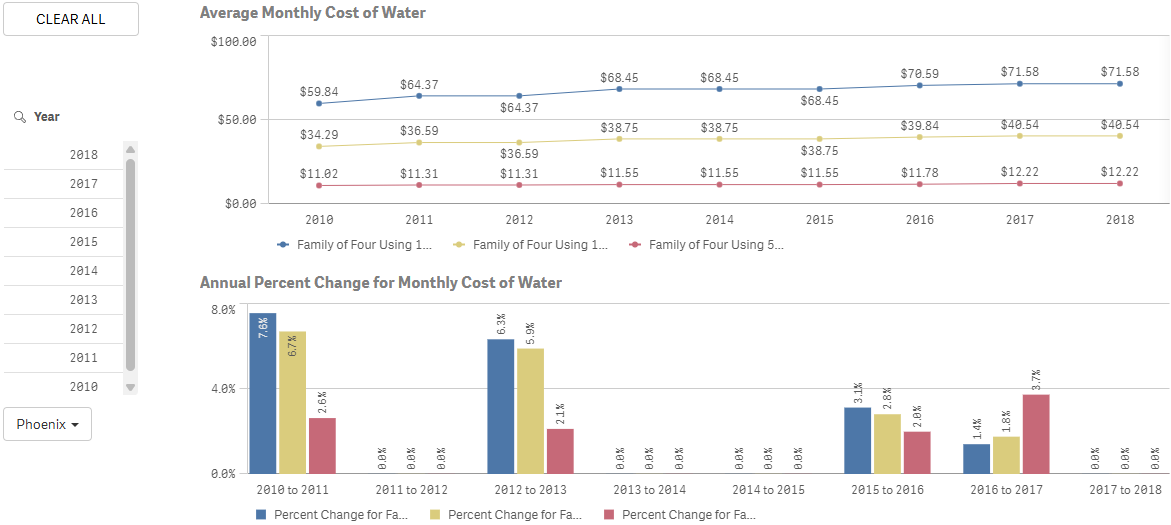 CLEAR ALL
Year
2018
2017
2016
2015
2014
2013
2012
2011
2010
Phoenix
Average Monthly Cost of Water
$100.00
$50.00
$0.00
$59.84 $64.37 $64.37 $68.45 $68.45 $68.45 $70.59 $71.58 $71.58
$34.29 $36.59 $36.59 $38.75 $38.75 $38.75 $39.84 $40.54 $40.54
$11.02 $11.31 $11.31 $11.55 $11.55 $11.55 $11.78 $12.22 $12.22
2010 2011 2012 2013 2014 2015 2016 2017 2018
Family of Four Using 1... Family of Four Using 1... Family of Four Using 5...
Annual Percent Change for Monthly Cost of Water
8.0%
4.0%
0.0%
7.6% 6.7% 2.6% 0.0% 0.0% 0.0% 6.3% 5.9% 2.1% 0.0% 0.0% 0.0% 0.0% 0.0% 0.0% 3.1% 2.8% 2.0% 1.4% 1.8% 3.7% 0.0% 0.0% 0.0%
2010 to 2011 2011 to 2012 2012 to 2013 2013 to 2014 2014 to 2015 2015 to 2016 2016 to 2017 2017 to 2018
Percent Change for Fa... Percent Change for Fa... Percent Change for Fa...